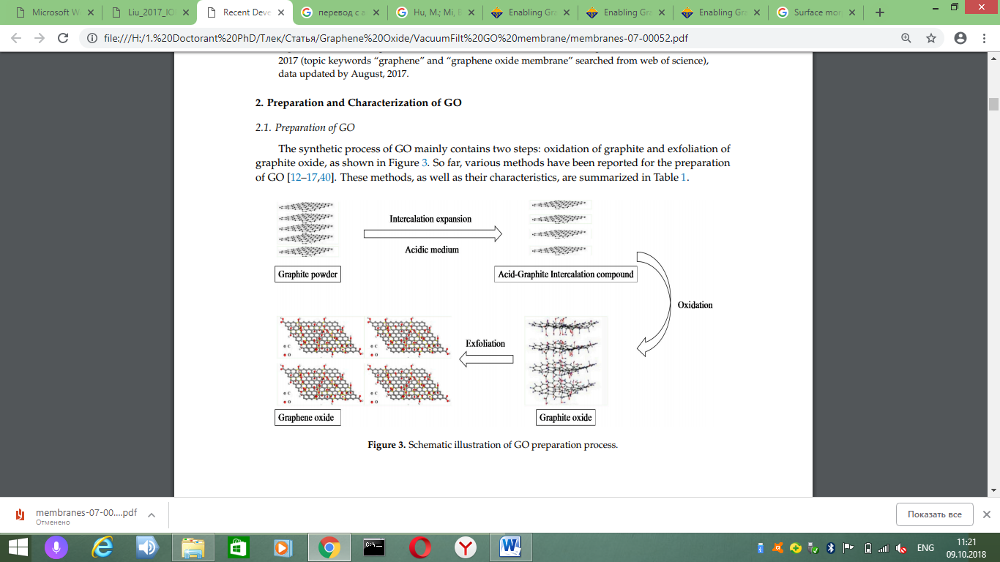 Microsoft W
Liu_2017_IO
Recent Deve
перевод с а
Hu, M.; Mi,
Enabling Gra
Enabling Gra
Enabling Gra
Surface mor
file:///H:/1.%20Doctorant%20PhD/Тлек/Статья/Graphene%20Oxide/VacuumFilt%20GO%20membrane/membranes-07-00052.pdf
2017 (topic keywords “graphene” and “graphene oxide membrane” searched from web of science),
data updated by August, 2017.
2. Preparation and Characterization of GO
2.1. Preparation of GO
The synthetic process of GO mainly contains two steps: oxidation of graphite and exfoliation of
graphite oxide, as shown in Figure 3. So far, various methods have been reported for the preparation
of GO [12–17,40]. These methods, as well as their characteristics, are summarized in Table 1.
Intercalation expansion
Acidic medium
Graphite powder
Acid-Graphite Intercalation compound
Oxidation
Exfoliation
C
O
C
O
C
O
C
O
Graphene oxide
Graphite oxide
Figure 3. Schematic illustration of GO preparation process.
membranes-07-00....pdf
Отменено
Показать все
C:\_
ENG
11:21
09.10.2018